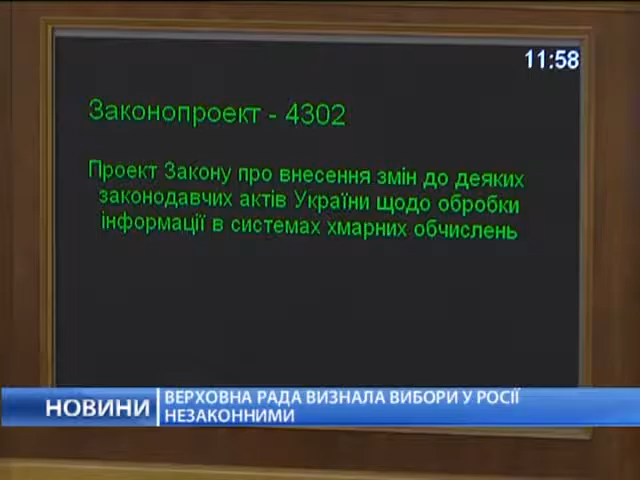 11:58
Законопроект - 4302
Проект Закону про внесення змін до деяких
законодавчих актів України щодо обробки
інформації в системах хмарних обчислень
НОВИНИ
ВЕРХОВНА РАДА ВИЗНАЛА ВИБОРИ У РОСІЇ
НЕЗАКОННИМИ